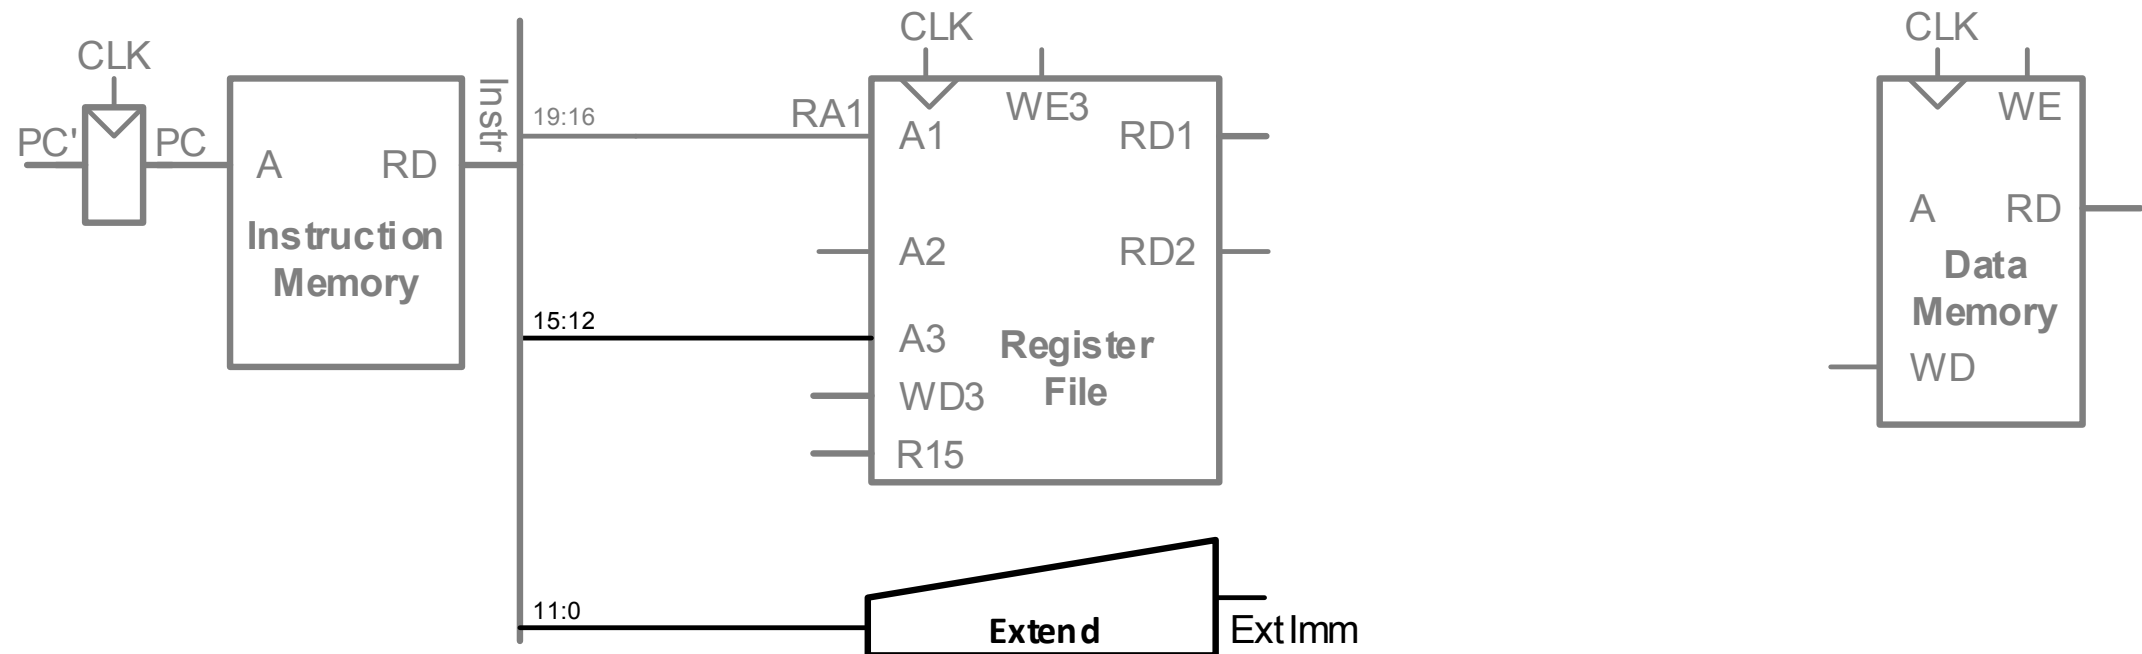 CLK
PC'
PC
A
RD
Instruction
Memory
Instr
19:16
RA1
15:12
11:0
CLK
WE3
A1
RD1
A2
RD2
A3
Register
File
WD3
R15
Extend
ExtImm
CLK
WE
A
RD
Data
Memory
WD